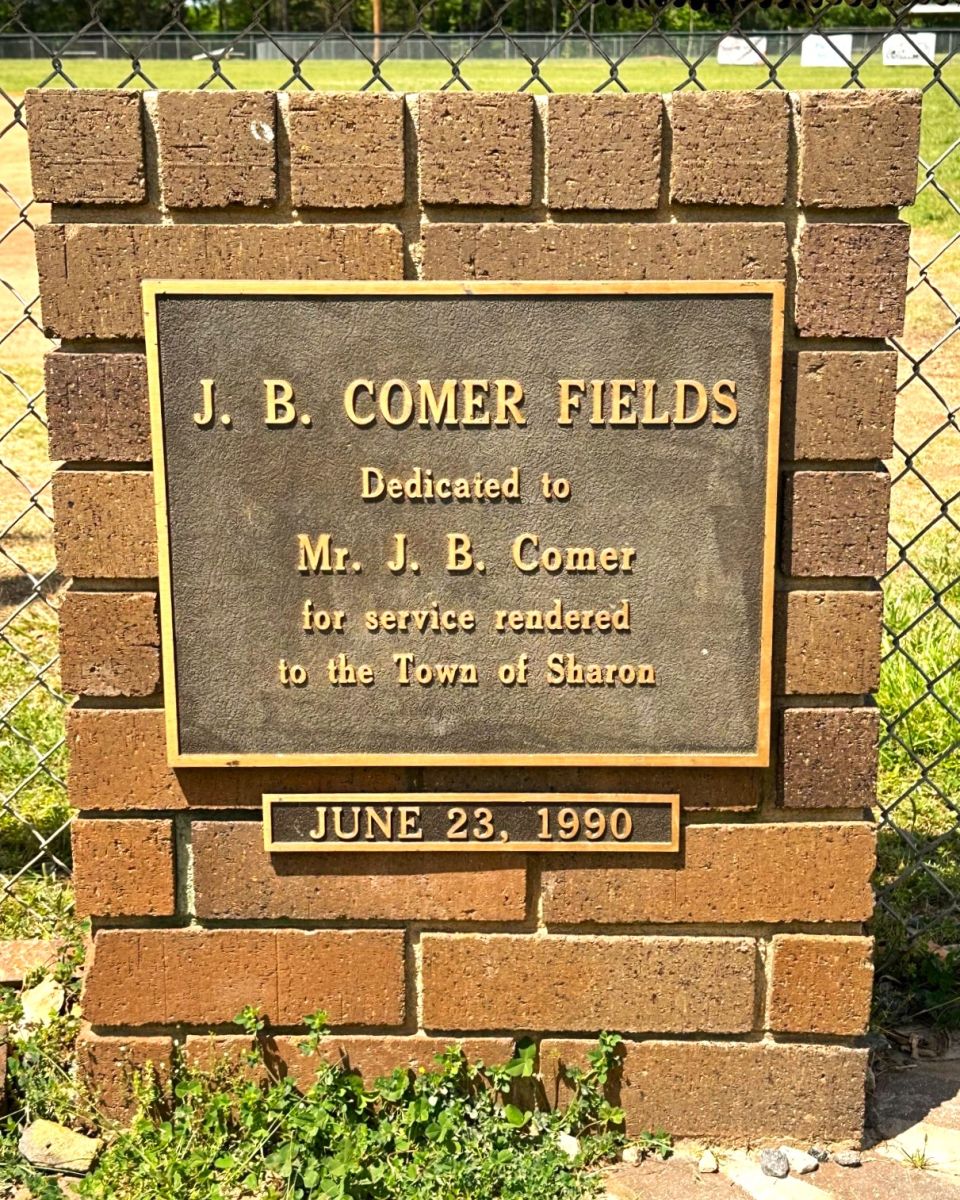 J. B. COMER FIELDS
Dedicated to
Mr. J. B. Comer
for service rendered
to the Town of Sharon
JUNE 23, 1990